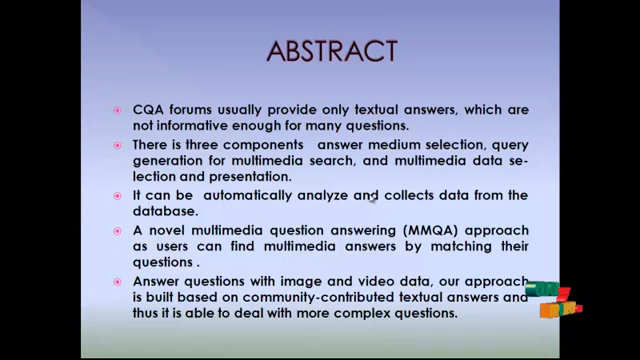 ABSTRACT
CQA forums usually provide only textual answers, which are
not informative enough for many questions.
There is three components answer medium selection, query
generation for multimedia search, and multimedia data se-
lection and presentation.
It can be automatically analyze and collects data from the
database.
A novel multimedia question answering (MMQA) approach
as users can find multimedia answers by matching their
questions .
Answer questions with image and video data, our approach
is built based on community-contributed textual answers and
thus it is able to deal with more complex questions.